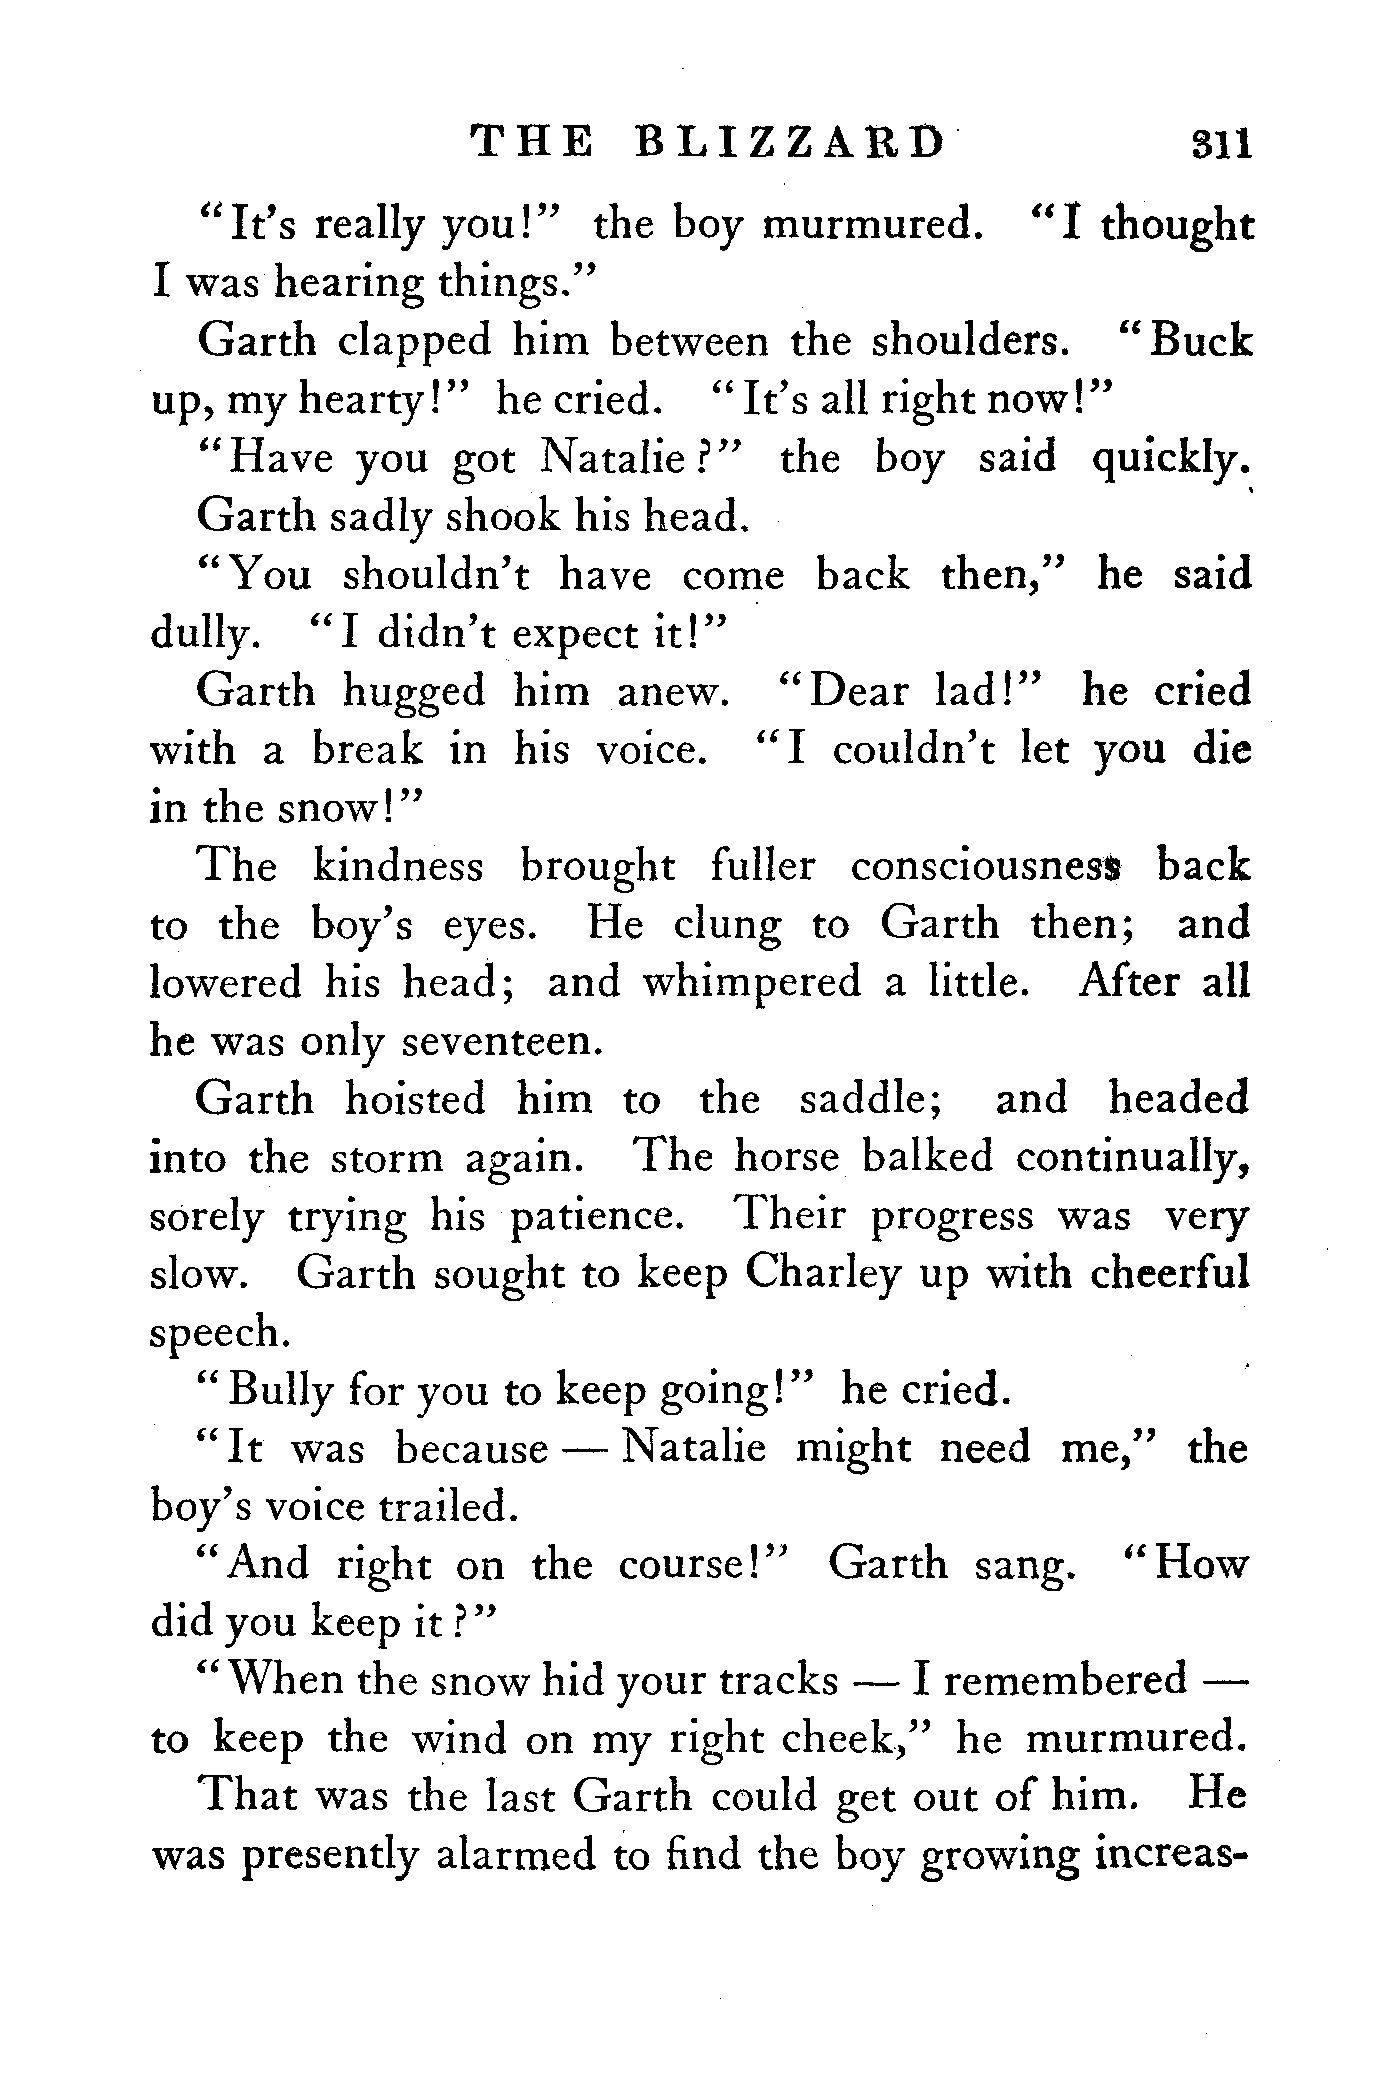 THE BLIZZARD 311
"It's really you!" the boy murmured. "I thought
I was hearing things."
Garth clapped him between the shoulders. "Buck
up, my hearty!" he cried. "It's all right now!"
"Have you got Natalie?" the boy said quickly.
Garth sadly shook his head.
"You shouldn't have come back then," he said
dully. "I didn't expect it!"
Garth hugged him anew. "Dear lad!" he cried
with a break in his voice. "I couldn't let you die
in the snow!"
The kindness brought fuller consciousness back
to the boy's eyes. He clung to Garth then; and
lowered his head; and whimpered a little. After all
he was only seventeen.
Garth hoisted him to the saddle; and headed
into the storm again. The horse balked continually,
sorely trying his patience. Their progress was very
slow. Garth sought to keep Charley up with cheerful
speech.
"Bully for you to keep going!" he cried.
"It was because — Natalie might need me," the
boy's voice trailed.
"And right on the course!" Garth sang. "How
did you keep it?"
"When the snow hid your tracks — I remembered —
to keep the wind on my right cheek," he murmured.
That was the last Garth could get out of him. He
was presently alarmed to find the boy growing increas-